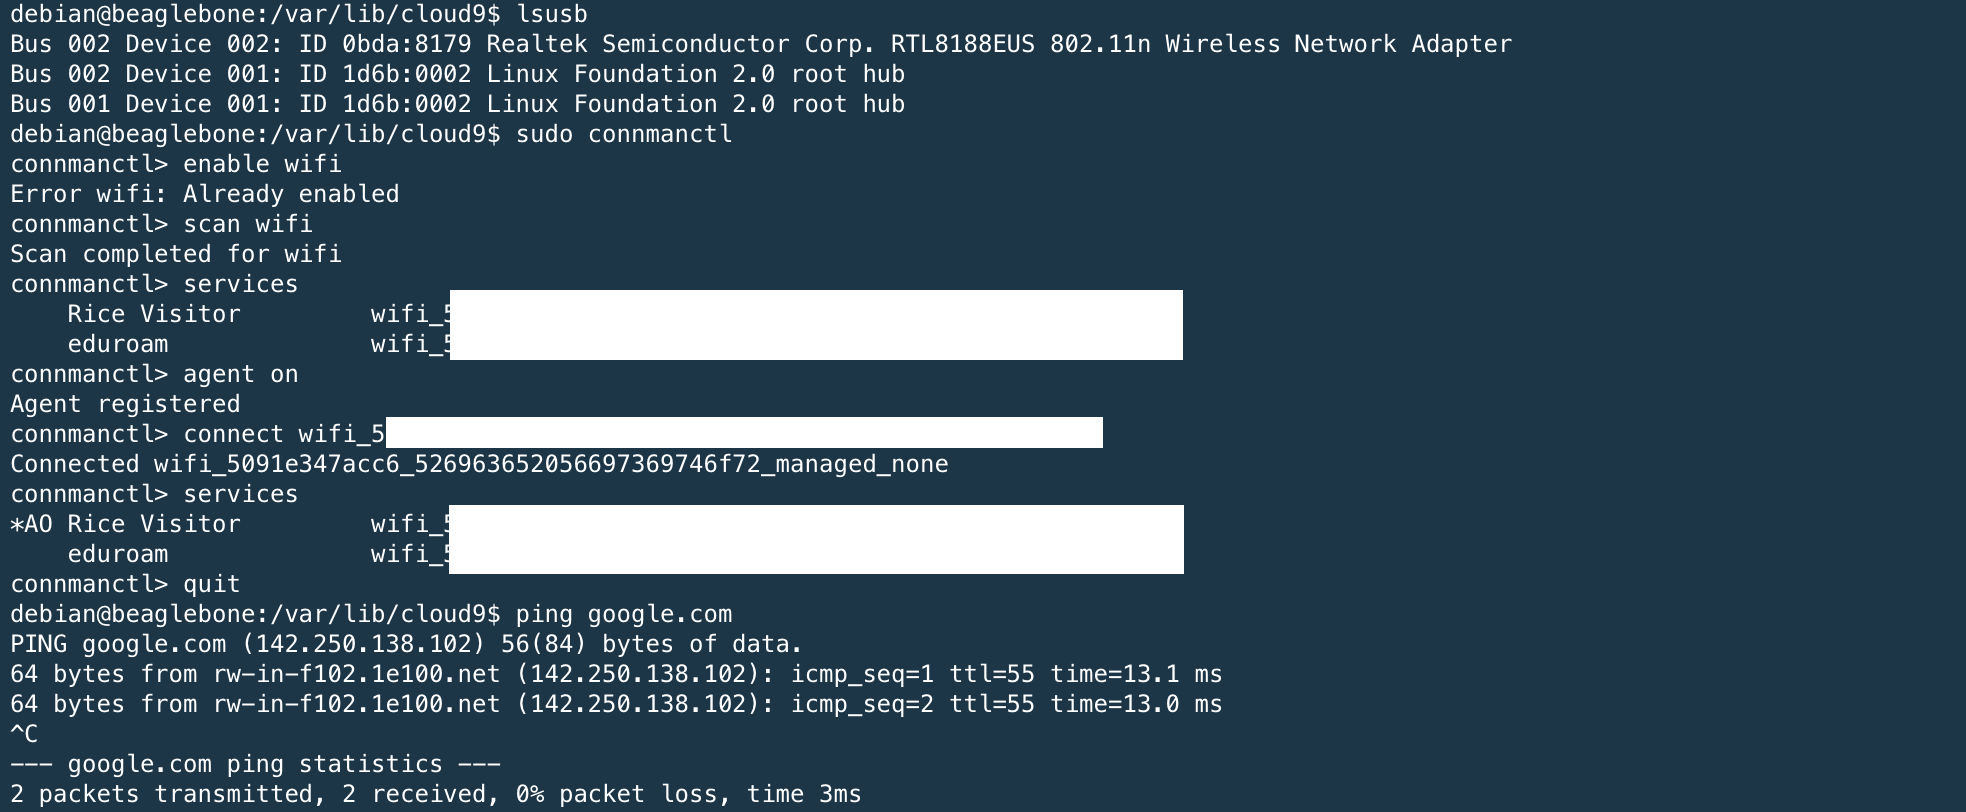 debian@beaglebone:/var/lib/cloud9$ lsusb
Bus 002 Device 002: ID 0bda:8179 Realtek Semiconductor Corp. RTL8188EUS 802.11n Wireless Network Adapter
Bus 002 Device 001: ID 1d6b:0002 Linux Foundation 2.0 root hub
Bus 001 Device 001: ID 1d6b:0002 Linux Foundation 2.0 root hub
debian@beaglebone:/var/lib/cloud9$ sudo connmanctl
connmanctl> enable wifi
Error wifi: Already enabled
connmanctl> scan wifi
Scan completed for wifi
connmanctl> services
    Rice Visitor         wifi_5
    eduroam              wifi_5
connmanctl> agent on
Agent registered
connmanctl> connect wifi_5
Connected wifi_5091e347acc6_526963652056697369746f72_managed_none
connmanctl> services
*AO Rice Visitor         wifi_5
    eduroam              wifi_5
connmanctl> quit
debian@beaglebone:/var/lib/cloud9$ ping google.com
PING google.com (142.250.138.102) 56(84) bytes of data.
64 bytes from rw-in-f102.1e100.net (142.250.138.102): icmp_seq=1 ttl=55 time=13.1 ms
64 bytes from rw-in-f102.1e100.net (142.250.138.102): icmp_seq=2 ttl=55 time=13.0 ms
^C
--- google.com ping statistics ---
2 packets transmitted, 2 received, 0% packet loss, time 3ms